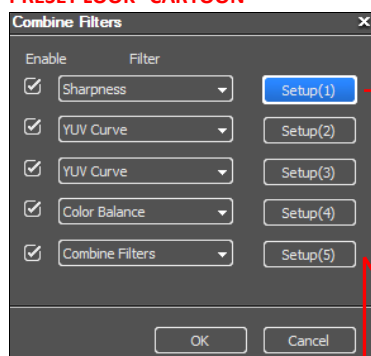 PRESET LOOK "CARTOON"
Combine Filters x
Enable Filter
Sharpness Setup(1)
YUV Curve Setup(2)
YUV Curve Setup(3)
Color Balance Setup(4)
Combine Filters Setup(5)
OK Cancel